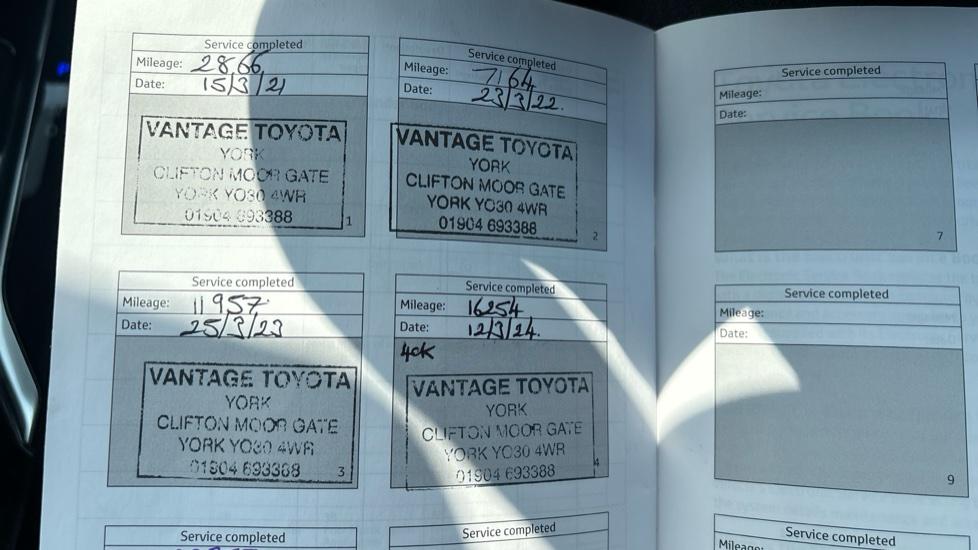 Service completed
Mileage: 2866
Date: 15/3/21
VANTAGE TOYOTA
YORK
CLIFTON MOOR GATE
YORK YO30 4WR
01904 693388
1
Service completed
Mileage: 7164
Date: 23/3/22.
VANTAGE TOYOTA
YORK
CLIFTON MOOR GATE
YORK YO30 4WR
01904 693388
2
Service completed
Mileage: 11957
Date: 25/3/23
VANTAGE TOYOTA
YORK
CLIFTON MOOR GATE
YORK YO30 4WR
01904 693388
3
Service completed
Mileage: 16254
Date: 12/3/24.
40K
VANTAGE TOYOTA
YORK
CLIFTON MOOR GATE
YORK YO30 4WR
01904 693388
4
Service completed
Service completed
Service completed
Mileage:
Date:
7
Service completed
Mileage:
Date:
9
Service completed
Mileage: